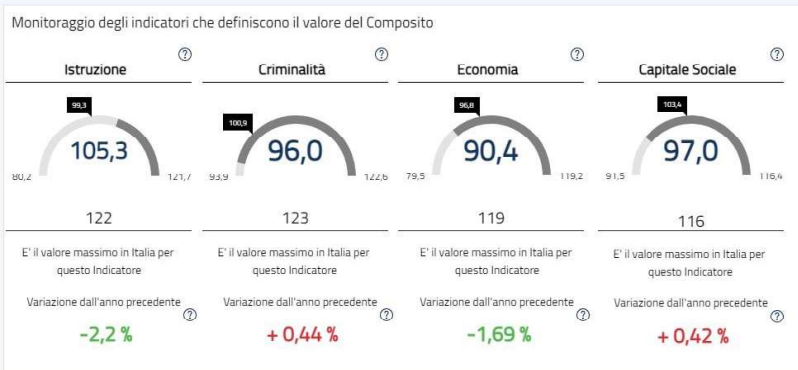 Monitoraggio degli indicatori che definiscono il valore del Composito
Istruzione
99,3
105,3
80,2
121,7
122
E' il valore massimo in Italia per
questo Indicatore
Variazione dall'anno precedente
-2,2 %
Criminalità
100,9
96,0
93,9
122,6
123
E' il valore massimo in Italia per
questo Indicatore
Variazione dall'anno precedente
+ 0,44 %
Economia
96,8
90,4
79,5
119,2
119
E' il valore massimo in Italia per
questo Indicatore
Variazione dall'anno precedente
-1,69 %
Capitale Sociale
103,4
97,0
91,5
116,4
116
E' il valore massimo in Italia per
questo Indicatore
Variazione dall'anno precedente
+ 0,42 %